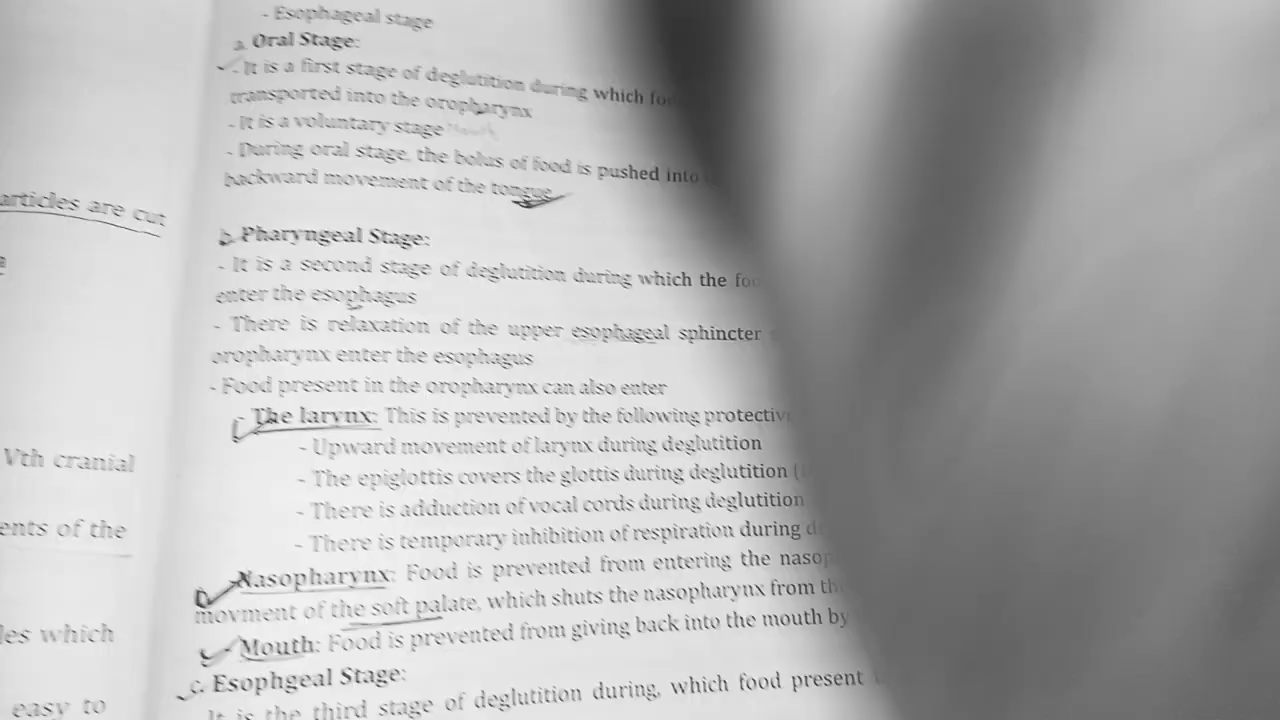 articles are cut
Vth cranial
ents of the
les which
easy to
- Esophageal stage
a. Oral Stage:
- It is a first stage of deglutition during which
transported into the oropharynx
- It is a voluntary stage
- During oral stage, the bolus of food is pushed into
backward movement of the tongue
b. Pharyngeal Stage:
- It is a second stage of deglutition during which the
enter the esophagus
- There is relaxation of the upper esophageal sphincter
oropharynx enter the esophagus
- Food present in the oropharynx can also enter
- The larynx: This is prevented by the following
- Upward movement of larynx during deglutition
- The epiglottis covers the glottis during deglutition (
- There is adduction of vocal cords during deglutition
- There is temporary inhibition of respiration during
Nasopharynx: Food is prevented from entering the
movment of the soft palate, which shuts the nasopharynx from
- Mouth: Food is prevented from giving back into the mouth by
c. Esophgeal Stage:
It is the third stage of deglutition during, which food present